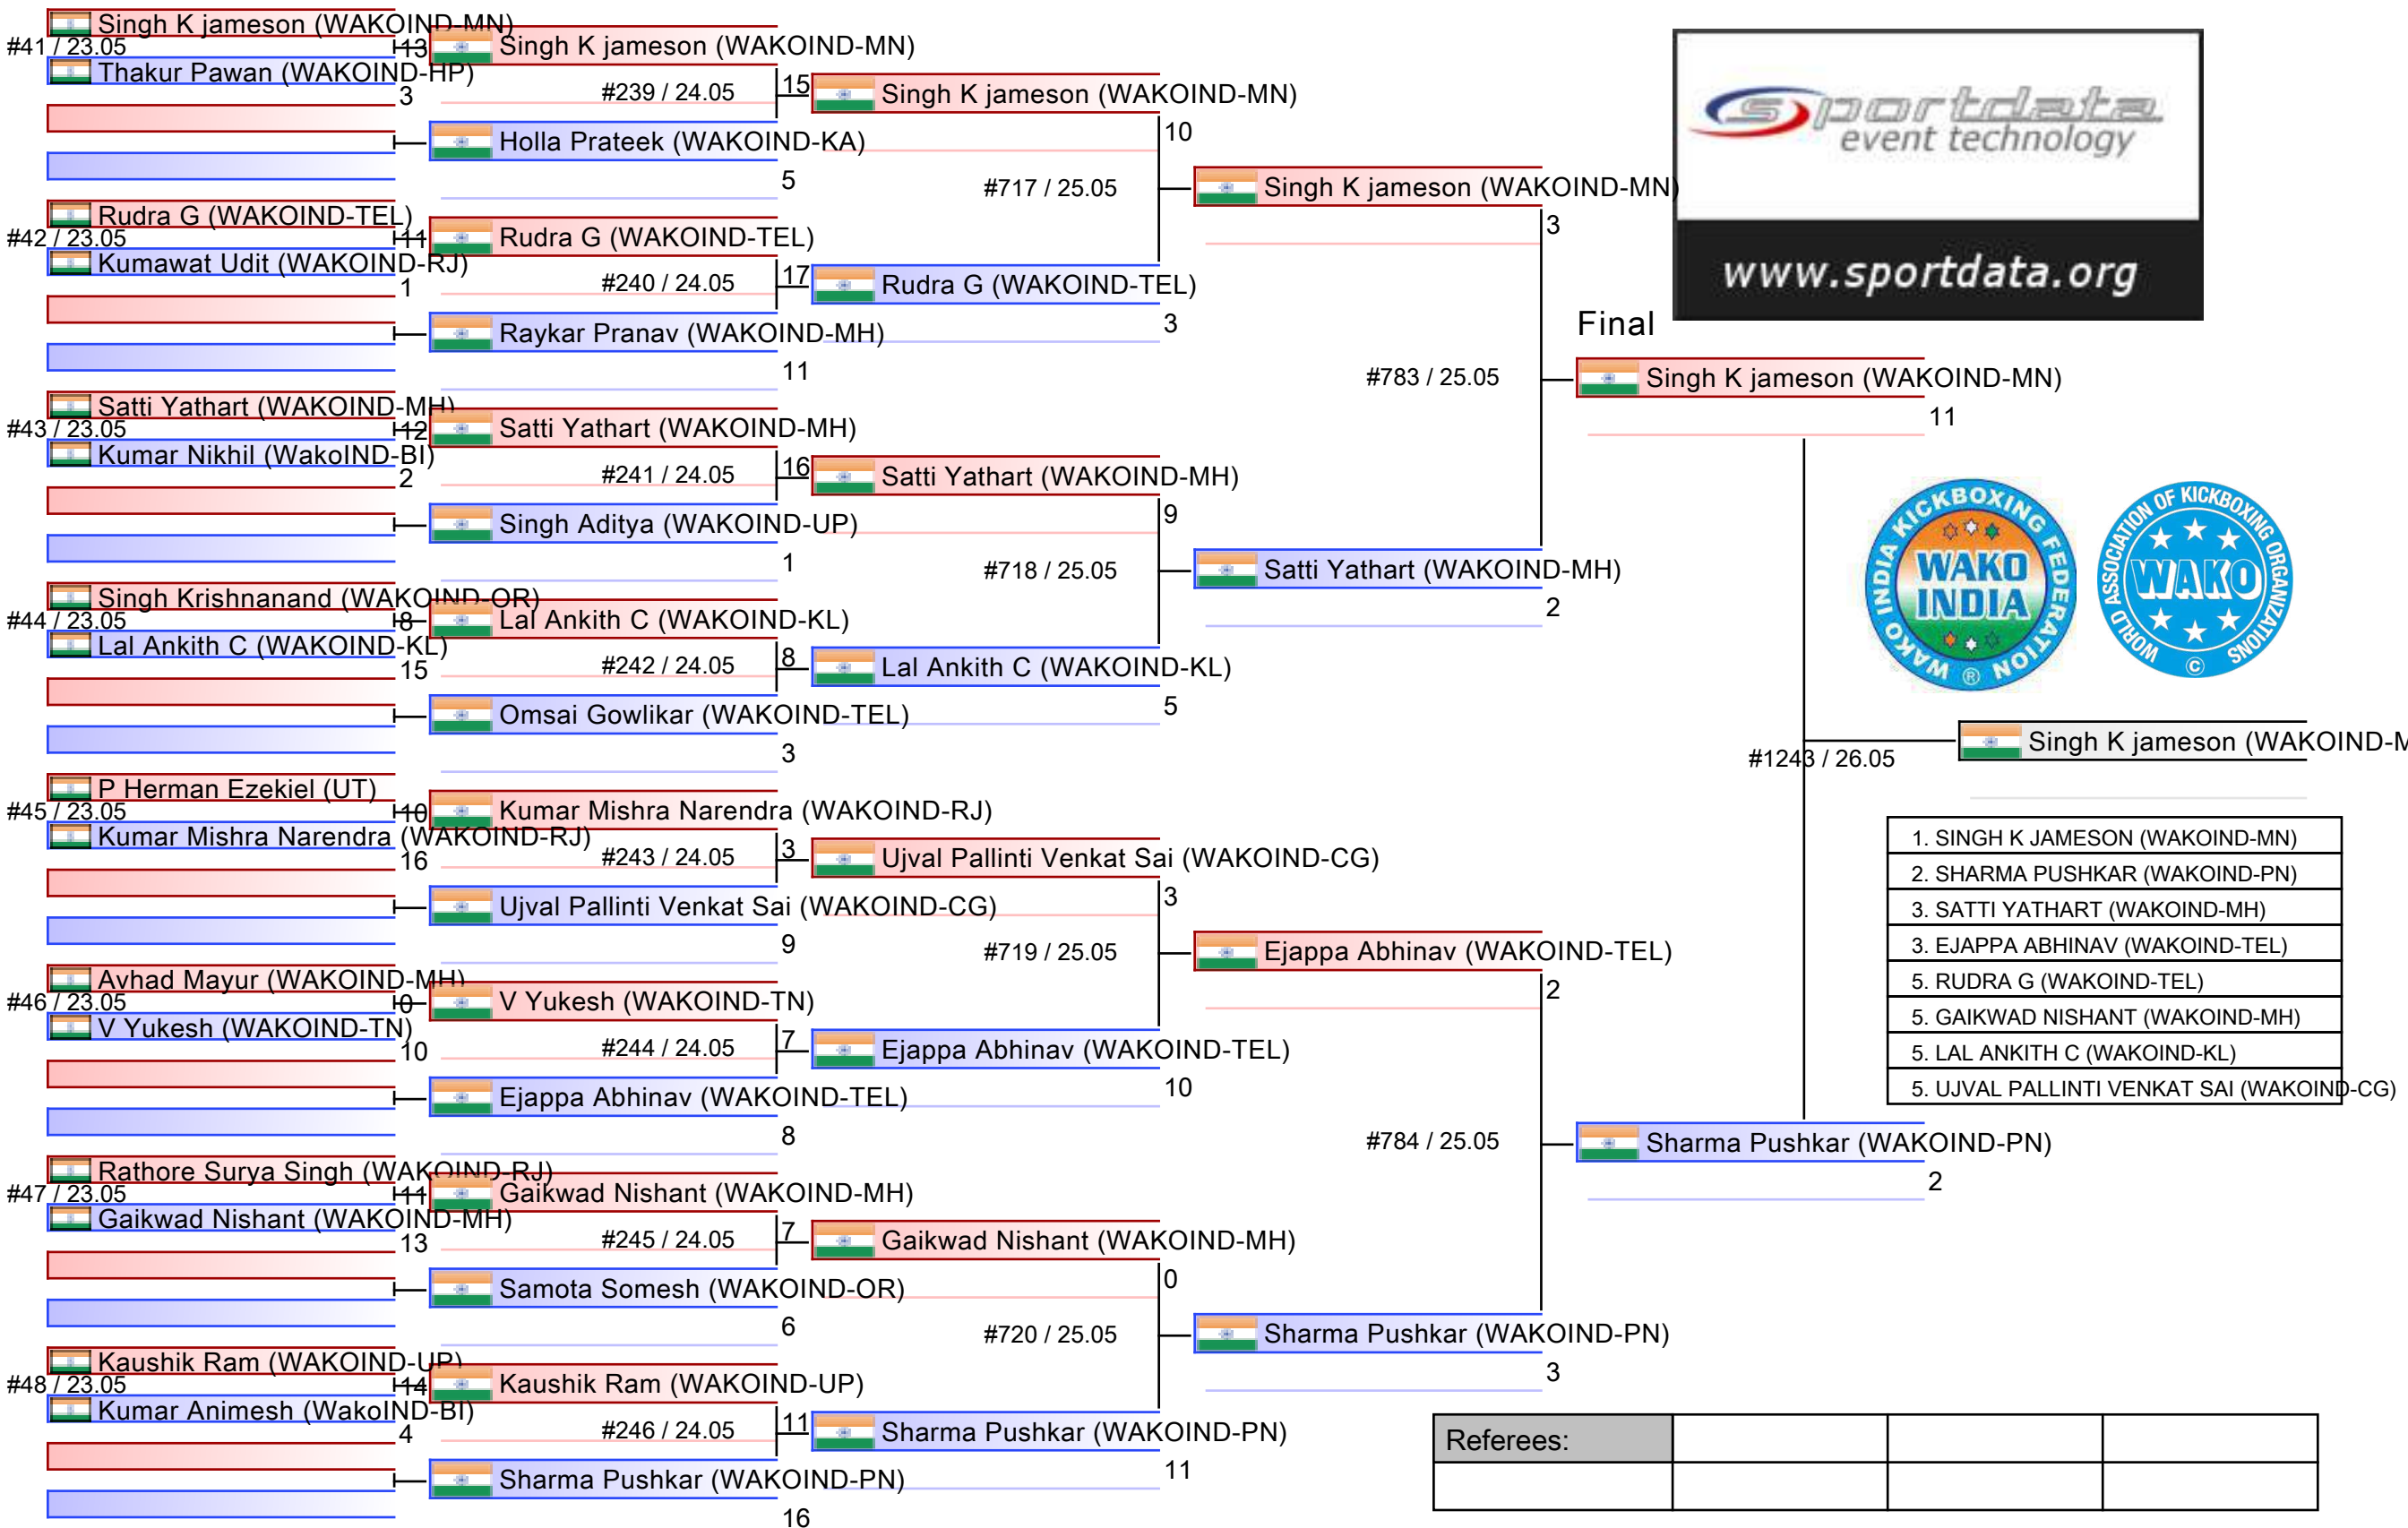 Singh K jameson (WAKOIND-MN)
#41 / 23.05
13
Thakur Pawan (WAKOIND-HP)
3
Rudra G (WAKOIND-TEL)
#42 / 23.05
11
Kumawat Udit (WAKOIND-RJ)
1
Satti Yathart (WAKOIND-MH)
#43 / 23.05
12
Kumar Nikhil (WakoIND-BI)
2
Singh Krishnanand (WAKOIND-OR)
#44 / 23.05
8
Lal Ankith C (WAKOIND-KL)
15
P Herman Ezekiel (UT)
#45 / 23.05
10
Kumar Mishra Narendra (WAKOIND-RJ)
16
Avhad Mayur (WAKOIND-MH)
#46 / 23.05
0
V Yukesh (WAKOIND-TN)
10
Rathore Surya Singh (WAKOIND-RJ)
#47 / 23.05
11
Gaikwad Nishant (WAKOIND-MH)
13
Kaushik Ram (WAKOIND-UP)
#48 / 23.05
14
Kumar Animesh (WakoIND-BI)
4
Singh K jameson (WAKOIND-MN)
#239 / 24.05
15
Holla Prateek (WAKOIND-KA)
5
Rudra G (WAKOIND-TEL)
#240 / 24.05
17
Raykar Pranav (WAKOIND-MH)
11
Satti Yathart (WAKOIND-MH)
#241 / 24.05
16
Singh Aditya (WAKOIND-UP)
1
Lal Ankith C (WAKOIND-KL)
#242 / 24.05
8
Omsai Gowlikar (WAKOIND-TEL)
3
Kumar Mishra Narendra (WAKOIND-RJ)
#243 / 24.05
3
Ujval Pallinti Venkat Sai (WAKOIND-CG)
9
V Yukesh (WAKOIND-TN)
#244 / 24.05
7
Ejappa Abhinav (WAKOIND-TEL)
8
Gaikwad Nishant (WAKOIND-MH)
#245 / 24.05
7
Samota Somesh (WAKOIND-OR)
6
Kaushik Ram (WAKOIND-UP)
#246 / 24.05
11
Sharma Pushkar (WAKOIND-PN)
16
Singh K jameson (WAKOIND-MN)
10
#717 / 25.05
Rudra G (WAKOIND-TEL)
3
Satti Yathart (WAKOIND-MH)
9
#718 / 25.05
Lal Ankith C (WAKOIND-KL)
5
Ujval Pallinti Venkat Sai (WAKOIND-CG)
3
#719 / 25.05
Ejappa Abhinav (WAKOIND-TEL)
10
Gaikwad Nishant (WAKOIND-MH)
0
#720 / 25.05
Sharma Pushkar (WAKOIND-PN)
11
Singh K jameson (WAKOIND-MN)
3
#783 / 25.05
Satti Yathart (WAKOIND-MH)
2
Ejappa Abhinav (WAKOIND-TEL)
2
#784 / 25.05
Sharma Pushkar (WAKOIND-PN)
3
sportdata
event technology
www.sportdata.org
Final
Singh K jameson (WAKOIND-MN)
11
#1243 / 26.05
Sharma Pushkar (WAKOIND-PN)
2
WAKO INDIA KICKBOXING FEDERATION
WAKO
INDIA
®
WORLD ASSOCIATION OF KICKBOXING ORGANIZATIONS
WAKO
©
Singh K jameson (WAKOIND-M
1. SINGH K JAMESON (WAKOIND-MN)
2. SHARMA PUSHKAR (WAKOIND-PN)
3. SATTI YATHART (WAKOIND-MH)
3. EJAPPA ABHINAV (WAKOIND-TEL)
5. RUDRA G (WAKOIND-TEL)
5. GAIKWAD NISHANT (WAKOIND-MH)
5. LAL ANKITH C (WAKOIND-KL)
5. UJVAL PALLINTI VENKAT SAI (WAKOIND-CG)
Referees: